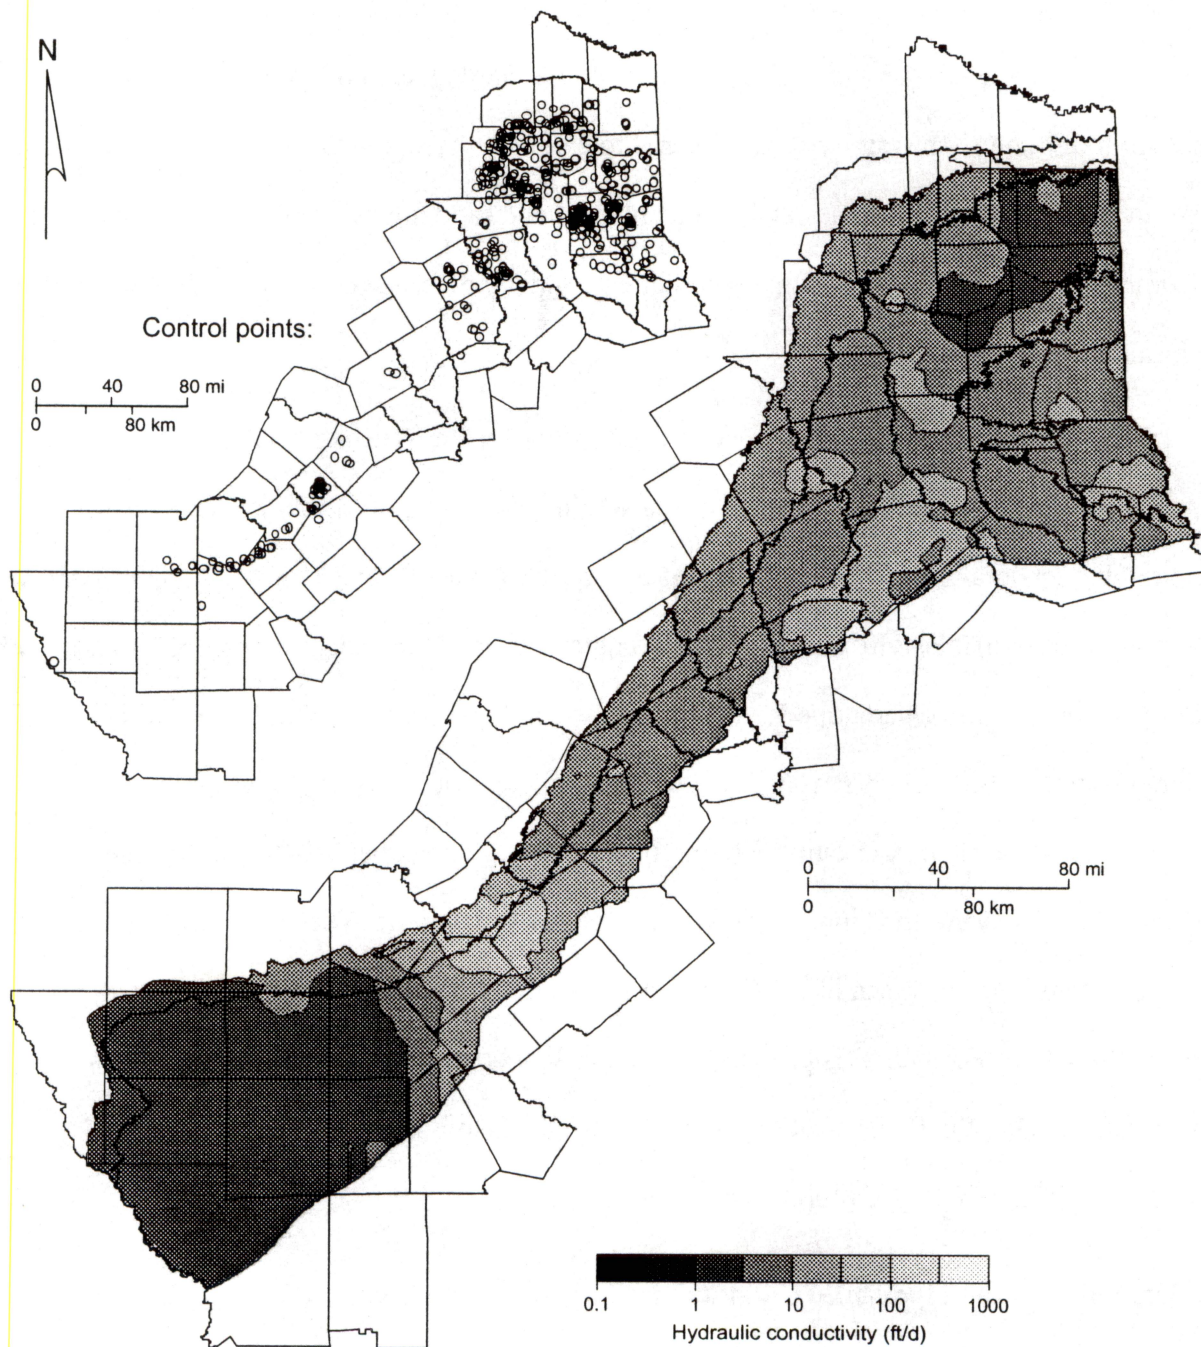 N
Control points:
0 40 80 mi
0 80 km
0 40 80 mi
0 80 km
0.1 1 10 100 1000
Hydraulic conductivity (ft/d)